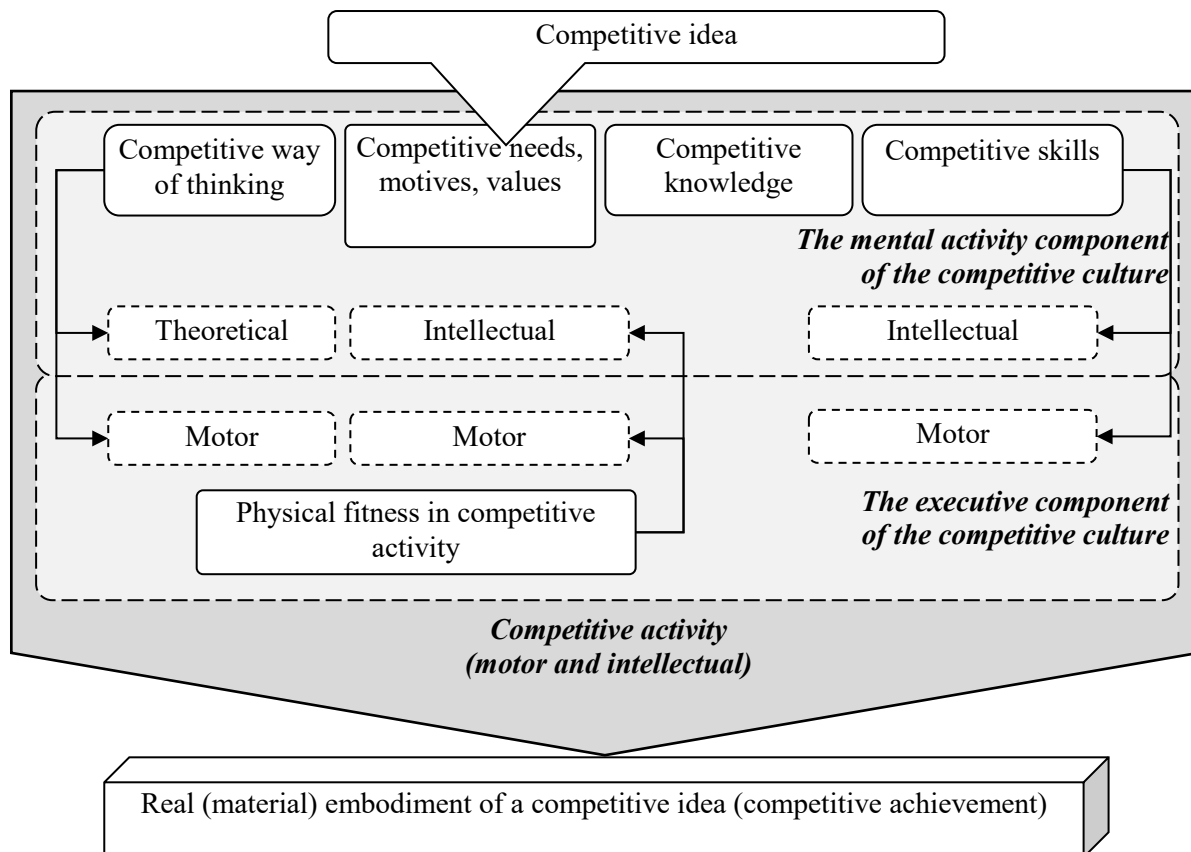 Competitive idea
Competitive way
of thinking
Competitive needs,
motives, values
Competitive
knowledge
Competitive skills
The mental activity component
of the competitive culture
Theoretical
Intellectual
Intellectual
Motor
Motor
Motor
Physical fitness in competitive
activity
The executive component
of the competitive culture
Competitive activity
(motor and intellectual)
Real (material) embodiment of a competitive idea (competitive achievement)